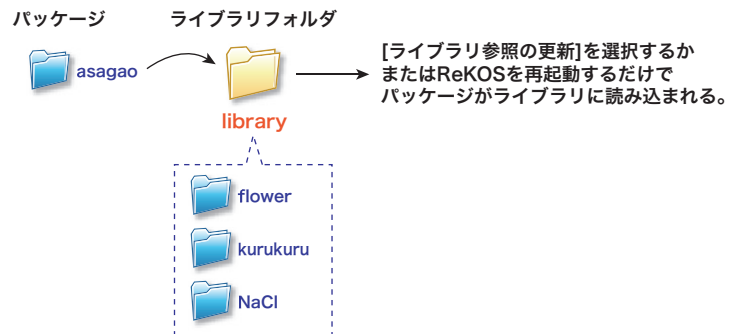 パッケージ
ライブラリフォルダ
asagao
library
[ライブラリ参照の更新]を選択するか
またはReKOSを再起動するだけで
パッケージがライブラリに読み込まれる。
flower
kurukuru
NaCl